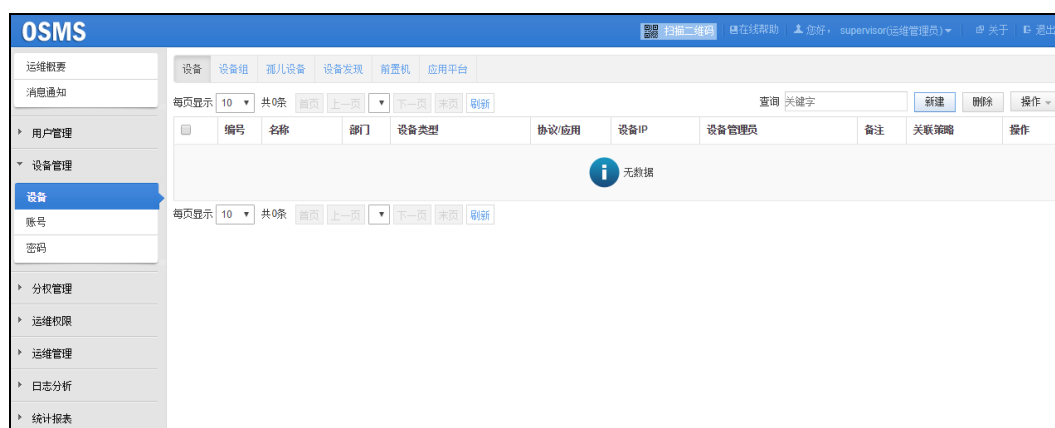 OSMS
扫描二维码 在线帮助 您好， supervisor(运维管理员) 关于 退出
运维概要
消息通知
用户管理
设备管理
设备
账号
密码
分权管理
运维权限
运维管理
日志分析
统计报表
设备 设备组 孤儿设备 设备发现 前置机 应用平台
每页显示 10 共0条 首页 上一页 下一页 末页 刷新 查询 关键字 新建 删除 操作
编号 名称 部门 设备类型 协议/应用 设备IP 设备管理员 备注 关联策略 操作
无数据
每页显示 10 共0条 首页 上一页 下一页 末页 刷新